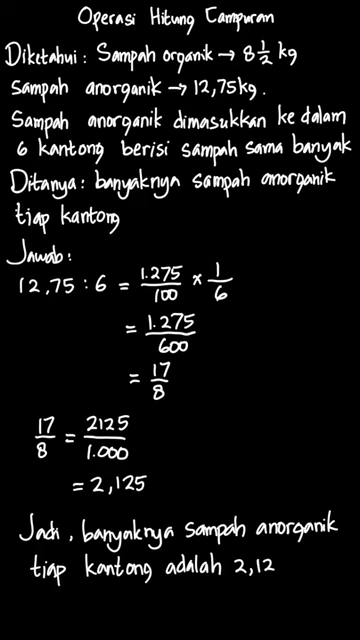 Operasi Hitung Campuran
Diketahui : Sampah organik → 8 1/2 kg
Sampah anorganik → 12,75 kg.
Sampah anorganik dimasukkan ke dalam
6 kantong berisi sampah sama banyak
Ditanya : banyaknya sampah anorganik
tiap kantong
Jawab :
12,75 : 6 = 1.275/100 × 1/6
= 1.275/600
= 17/8
17/8 = 2125/1.000
= 2,125
Jadi, banyaknya sampah anorganik
tiap kantong adalah 2,12